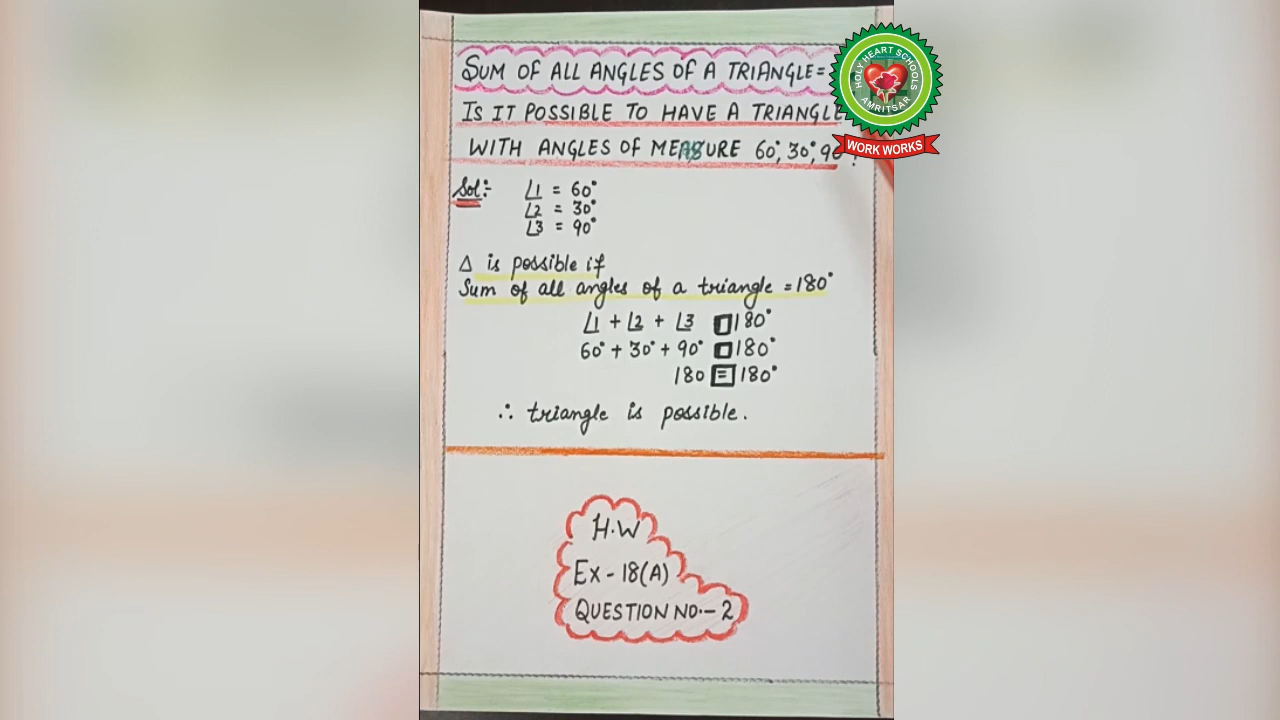 SUM OF ALL ANGLES OF A TRIANGLE=
IS IT POSSIBLE TO HAVE A TRIANGLE
WITH ANGLES OF MEASURE 60°, 30°, 90°?
Sol:-
∠1 = 60°
∠2 = 30°
∠3 = 90°
Δ is possible if
Sum of all angles of a triangle = 180°
∠1 + ∠2 + ∠3 □ 180°
60° + 30° + 90° □ 180°
180 = 180°
∴ triangle is possible.
H.W
Ex - 18(A)
QUESTION NO.- 2
HOLY HEART SCHOOLS
AMRITSAR
WORK WORKS